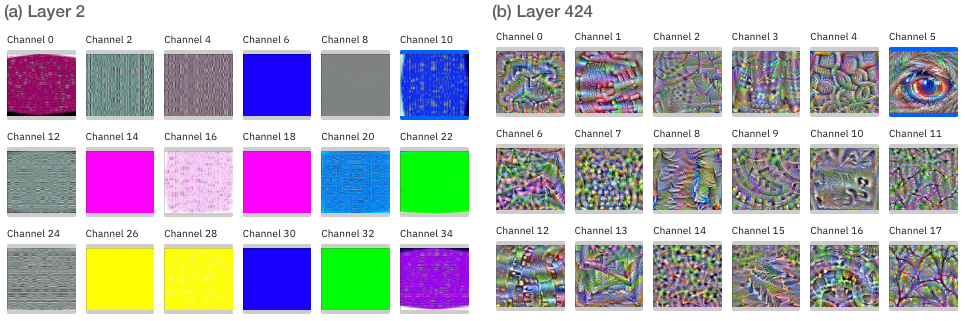 (a) Layer 2
Channel 0 Channel 2 Channel 4 Channel 6 Channel 8 Channel 10
Channel 12 Channel 14 Channel 16 Channel 18 Channel 20 Channel 22
Channel 24 Channel 26 Channel 28 Channel 30 Channel 32 Channel 34
(b) Layer 424
Channel 0 Channel 1 Channel 2 Channel 3 Channel 4 Channel 5
Channel 6 Channel 7 Channel 8 Channel 9 Channel 10 Channel 11
Channel 12 Channel 13 Channel 14 Channel 15 Channel 16 Channel 17